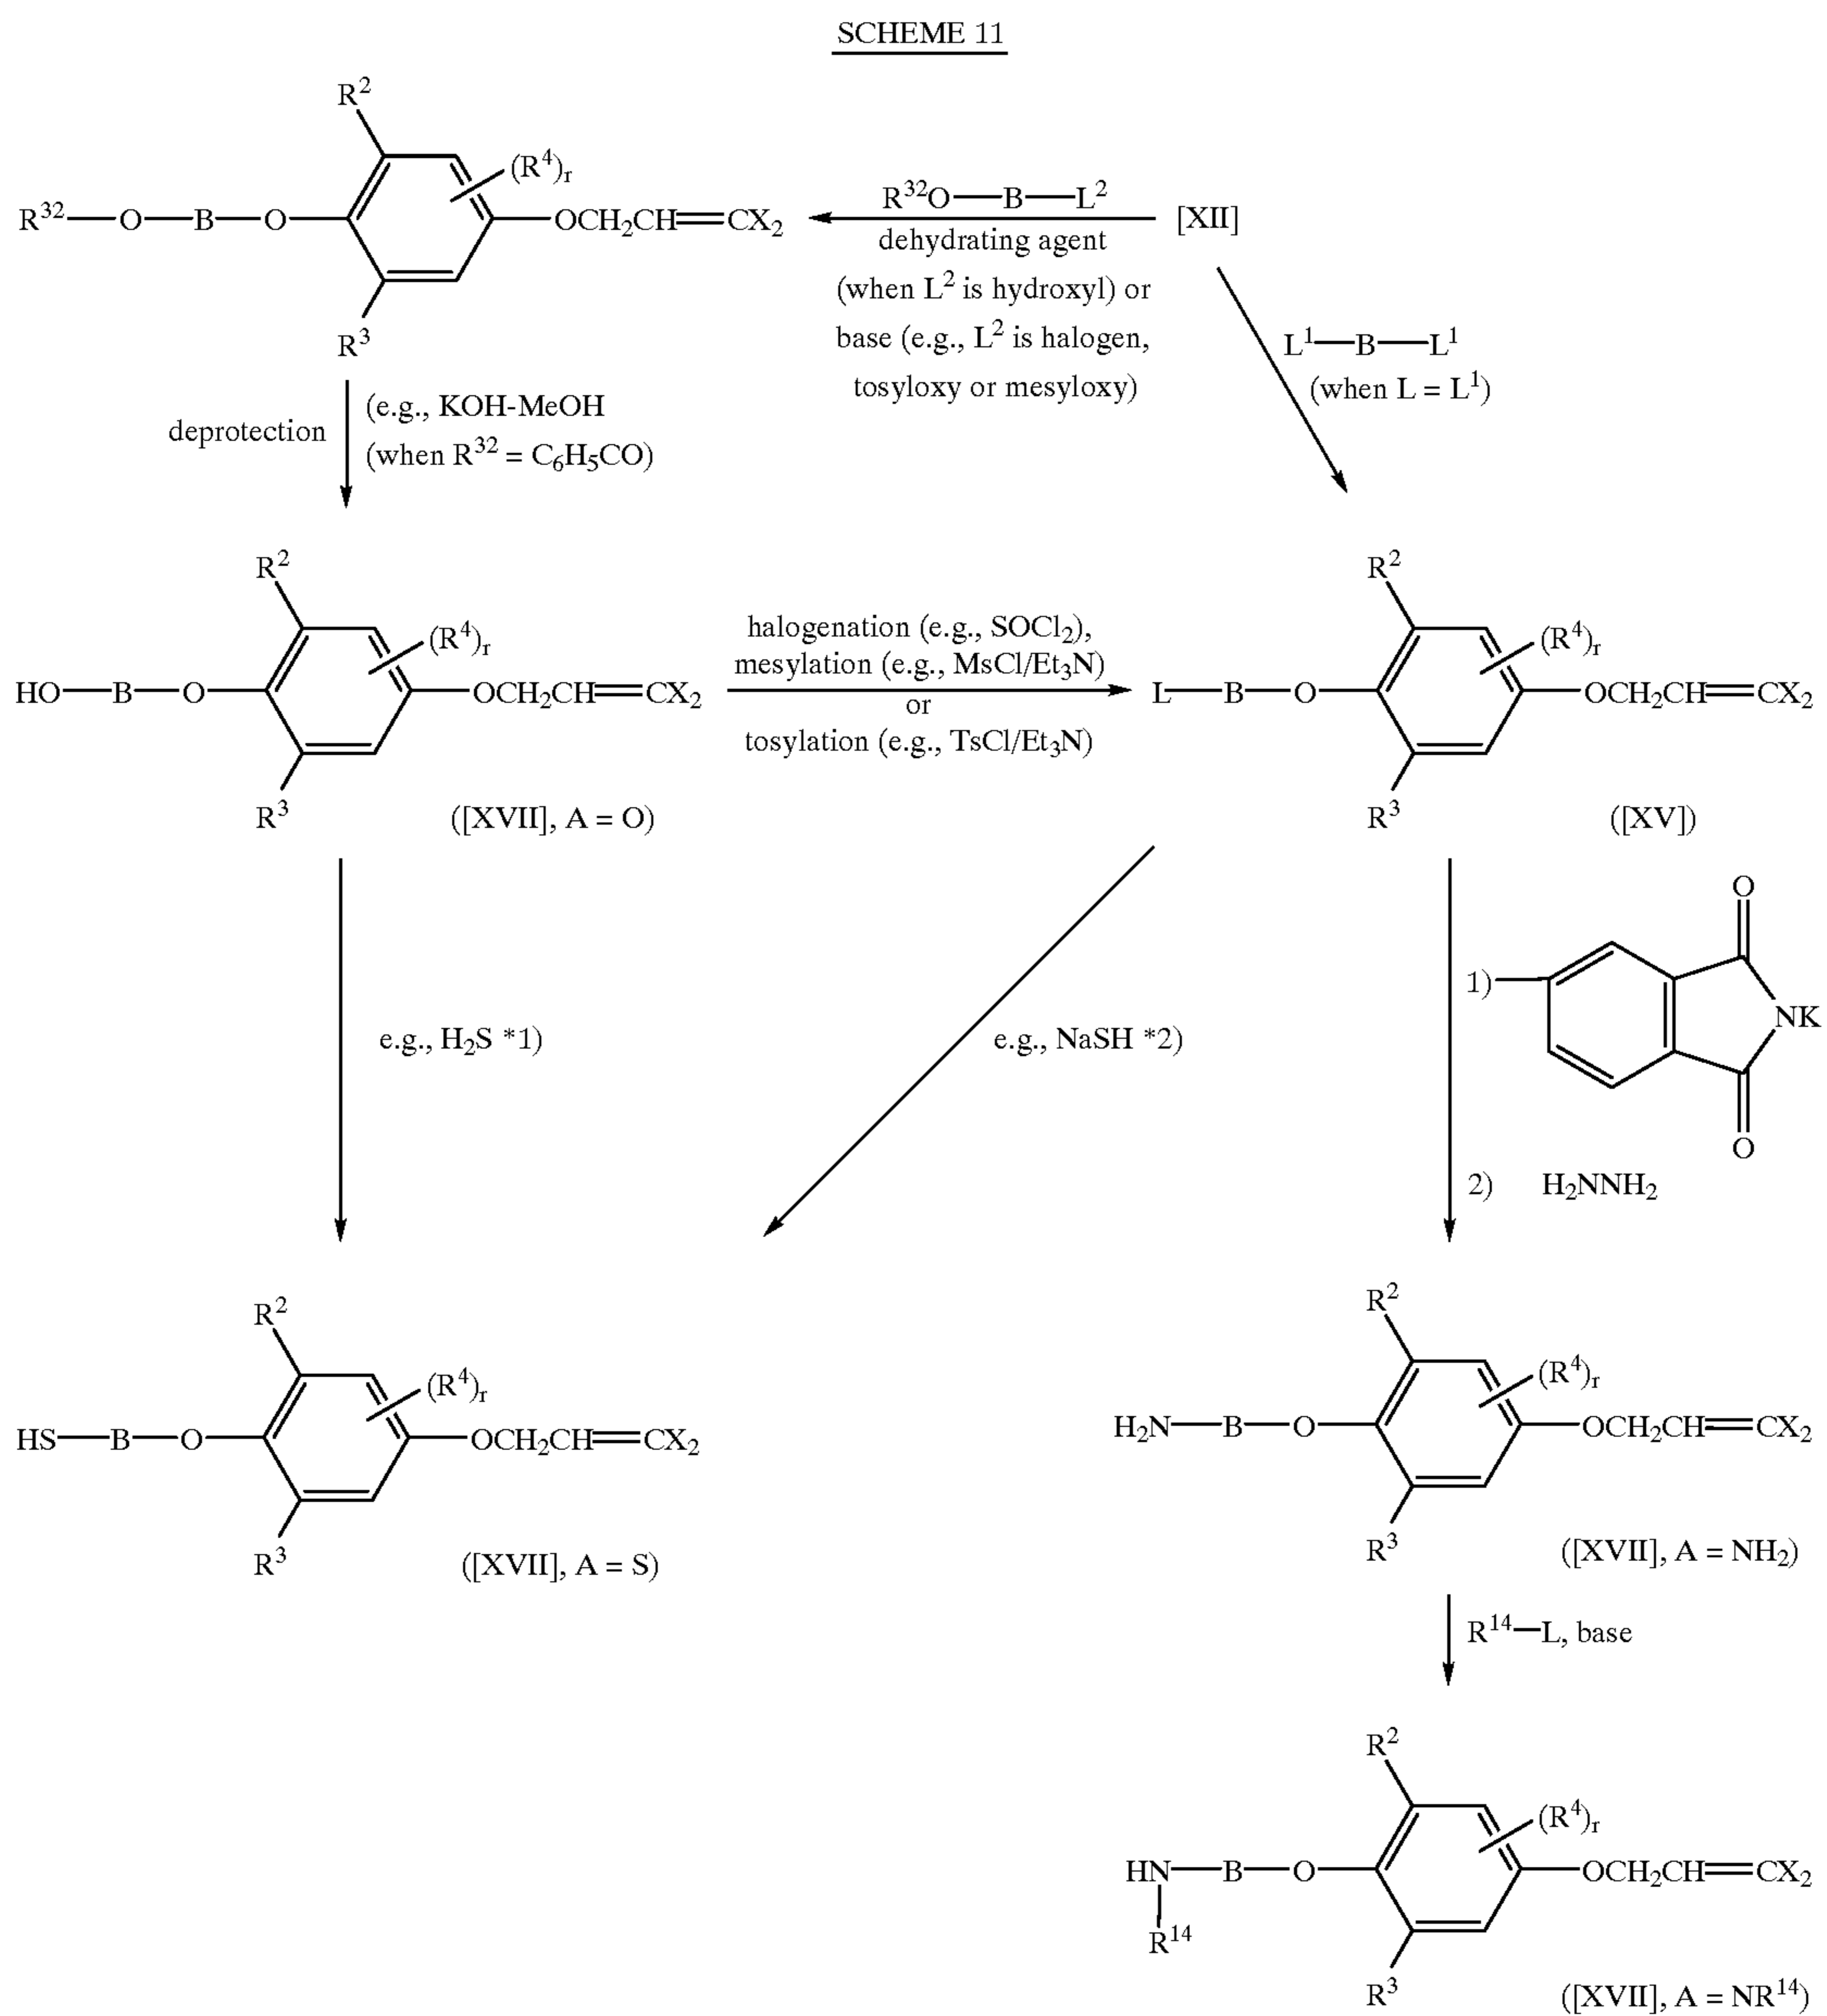 SCHEME 11
R²
(R⁴)ᵣ
R³²—O—B—O
OCH₂CH=CX₂
R³
R³²O—B—L²
dehydrating agent
(when L² is hydroxyl) or
base (e.g., L² is halogen,
tosyloxy or mesyloxy)
[XII]
L¹—B—L¹
(when L = L¹)
deprotection
(e.g., KOH-MeOH
(when R³² = C₆H₅CO)
R²
(R⁴)ᵣ
HO—B—O
OCH₂CH=CX₂
R³
([XVII], A = O)
halogenation (e.g., SOCl₂),
mesylation (e.g., MsCl/Et₃N)
or
tosylation (e.g., TsCl/Et₃N)
R²
(R⁴)ᵣ
L—B—O
OCH₂CH=CX₂
R³
([XV])
e.g., H₂S *1)
e.g., NaSH *2)
1)
O
NK
O
2) H₂NNH₂
R²
(R⁴)ᵣ
HS—B—O
OCH₂CH=CX₂
R³
([XVII], A = S)
R²
(R⁴)ᵣ
H₂N—B—O
OCH₂CH=CX₂
R³
([XVII], A = NH₂)
R¹⁴—L, base
R²
(R⁴)ᵣ
HN—B—O
OCH₂CH=CX₂
R¹⁴
R³
([XVII], A = NR¹⁴)